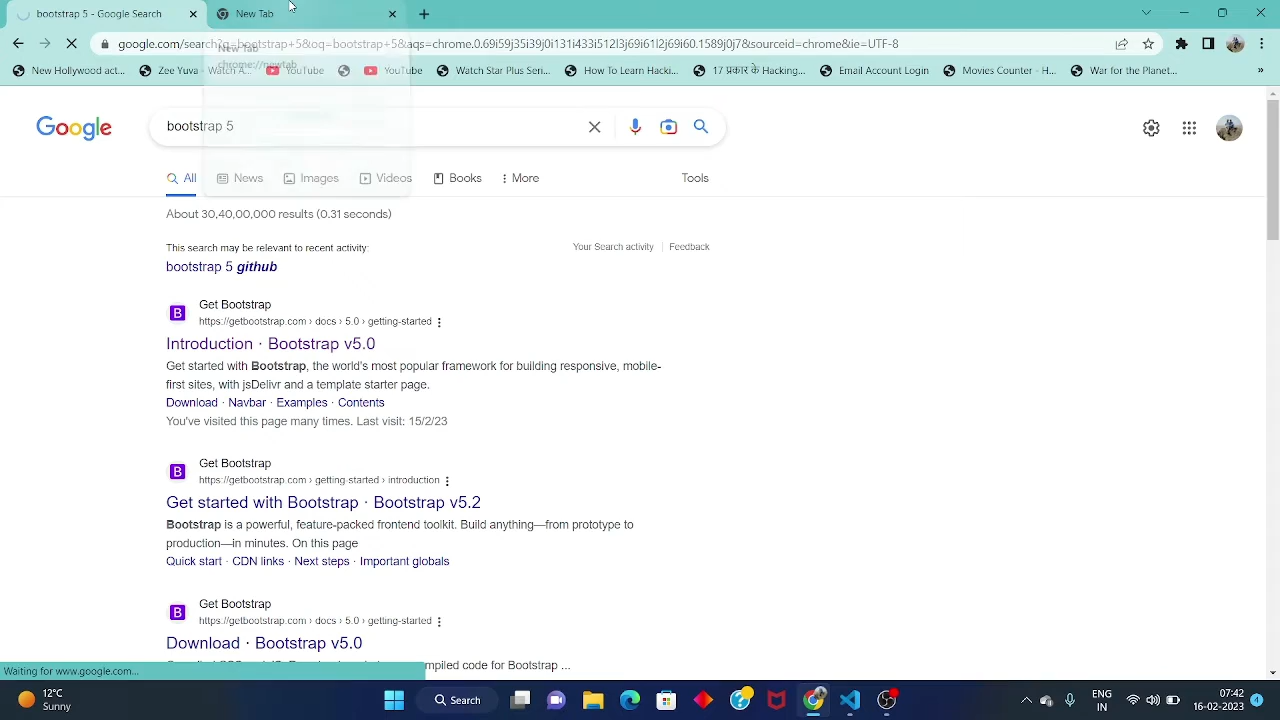 bootstrap 5 - Google Search
New Tab
google.com/search?q=bootstrap+5&oq=bootstrap+5&aqs=chrome.0.69i59j35i39j0i131i433i512l3j69i61l2j69i60.1589j0j7&sourceid=chrome&ie=UTF-8
New Tab
chrome://newtab
New Hollywood act...
Zee Yuva - Watch A...
YouTube
YouTube
Watch Star Plus Seri...
How To Learn Hacki...
Hacking...
Email Account Login
Movies Counter - H...
War for the Planet...
»
Google
bootstrap 5
All
News
Images
Videos
Books
More
Tools
About 30,40,00,000 results (0.31 seconds)
This search may be relevant to recent activity:
Your Search activity
Feedback
bootstrap 5 github
B
Get Bootstrap
https://getbootstrap.com › docs › 5.0 › getting-started
Introduction · Bootstrap v5.0
Get started with Bootstrap, the world's most popular framework for building responsive, mobile-
first sites, with jsDelivr and a template starter page.
Download · Navbar · Examples · Contents
You've visited this page many times. Last visit: 15/2/23
B
Get Bootstrap
https://getbootstrap.com › getting-started › introduction
Get started with Bootstrap · Bootstrap v5.2
Bootstrap is a powerful, feature-packed frontend toolkit. Build anything—from prototype to
production—in minutes. On this page
Quick start · CDN links · Next steps · Important globals
B
Get Bootstrap
https://getbootstrap.com › docs › 5.0 › getting-started
Download · Bootstrap v5.0
mpiled code for Bootstrap ...
Waiting for www.google.com...
12°C
Sunny
Search
ENG
IN
07:42
16-02-2023
4